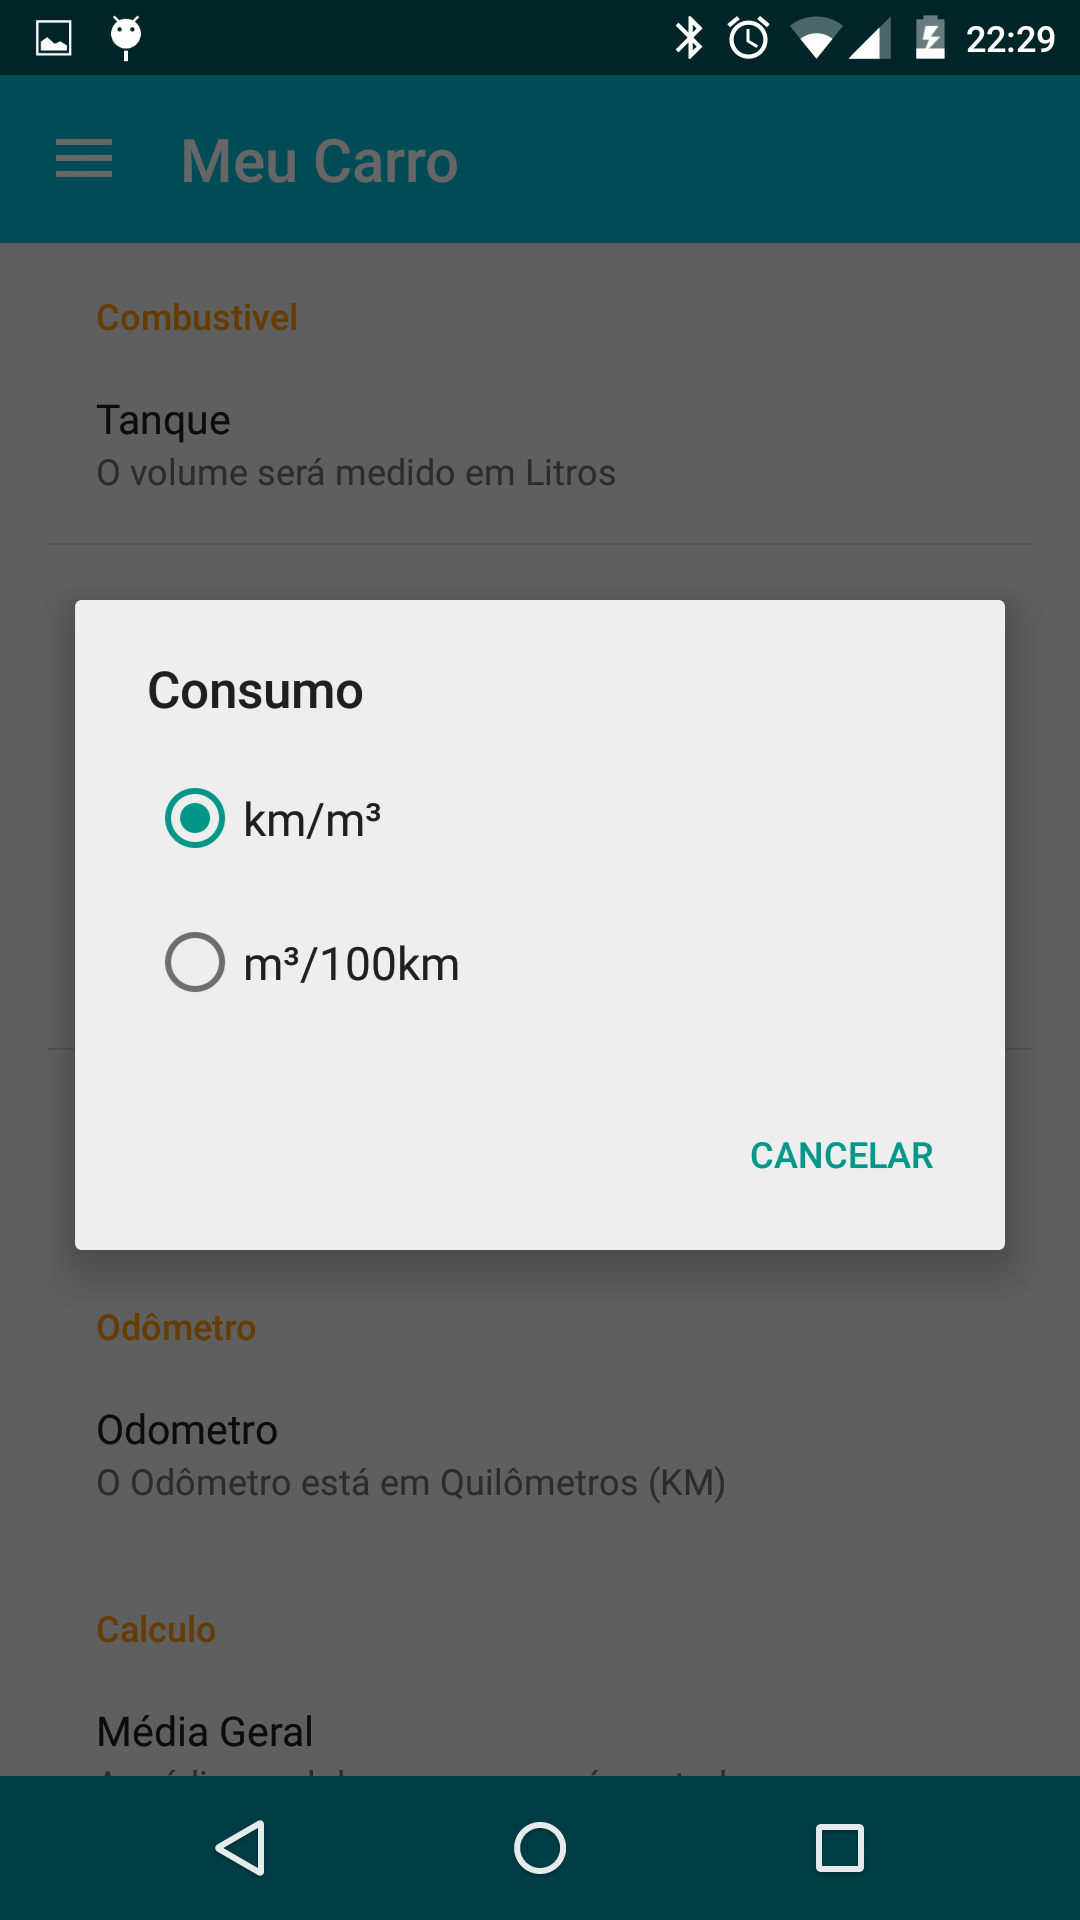 22:29
Meu Carro
Combustivel
Tanque
O volume será medido em Litros
Consumo
km/m³
m³/100km
CANCELAR
Odômetro
Odometro
O Odômetro está em Quilômetros (KM)
Calculo
Média Geral